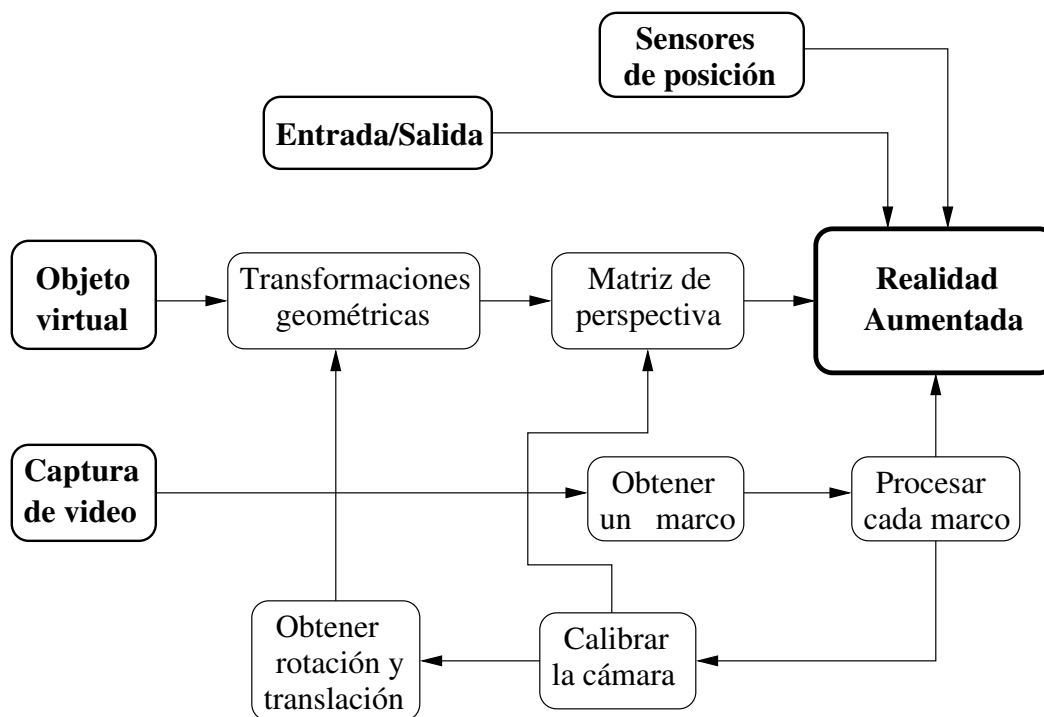 Sensores
de posición
Entrada/Salida
Objeto
virtual
Transformaciones
geométricas
Matriz de
perspectiva
Realidad
Aumentada
Captura
de video
Obtener
un marco
Procesar
cada marco
Obtener
rotación y
translación
Calibrar
la cámara